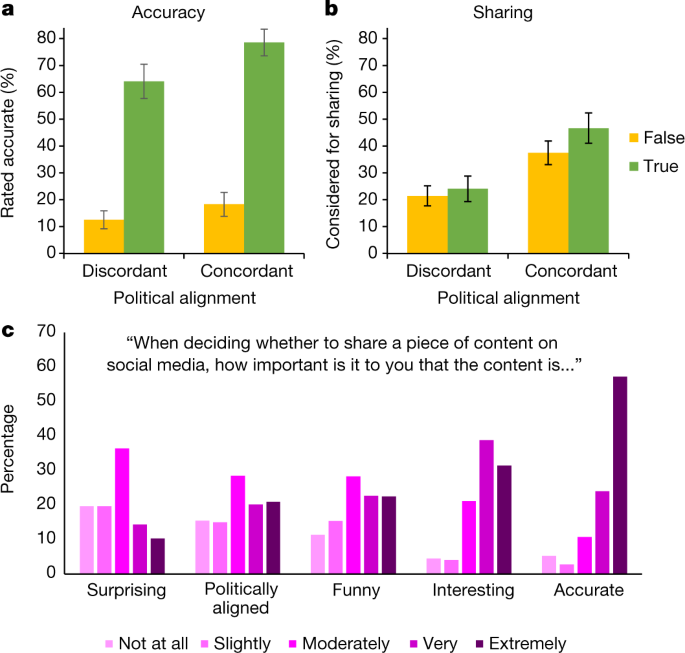 a
Accuracy
Rated accurate (%)
80
70
60
50
40
30
20
10
0
Discordant
Concordant
Political alignment
b
Sharing
Considered for sharing (%)
80
70
60
50
40
30
20
10
0
Discordant
Concordant
Political alignment
False
True
c
“When deciding whether to share a piece of content on
social media, how important is it to you that the content is...”
Percentage
70
60
50
40
30
20
10
0
Surprising
Politically
aligned
Funny
Interesting
Accurate
Not at all
Slightly
Moderately
Very
Extremely